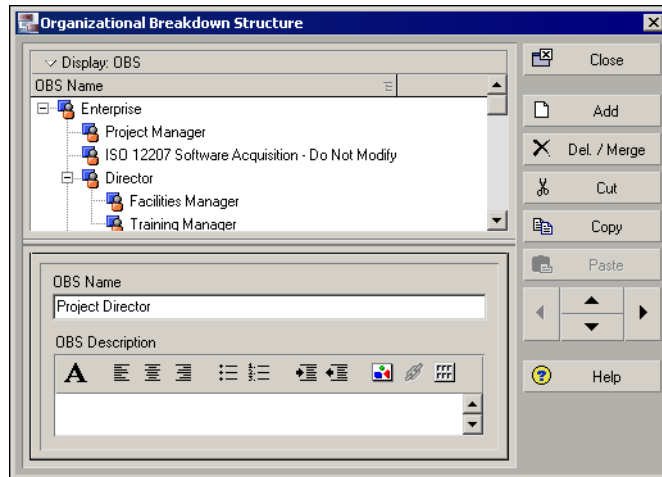 Organizational Breakdown Structure
Display: OBS
OBS Name
Enterprise
Project Manager
ISO 12207 Software Acquisition - Do Not Modify
Director
Facilities Manager
Training Manager
OBS Name
Project Director
OBS Description
A
Close
Add
Del. / Merge
Cut
Copy
Paste
Help